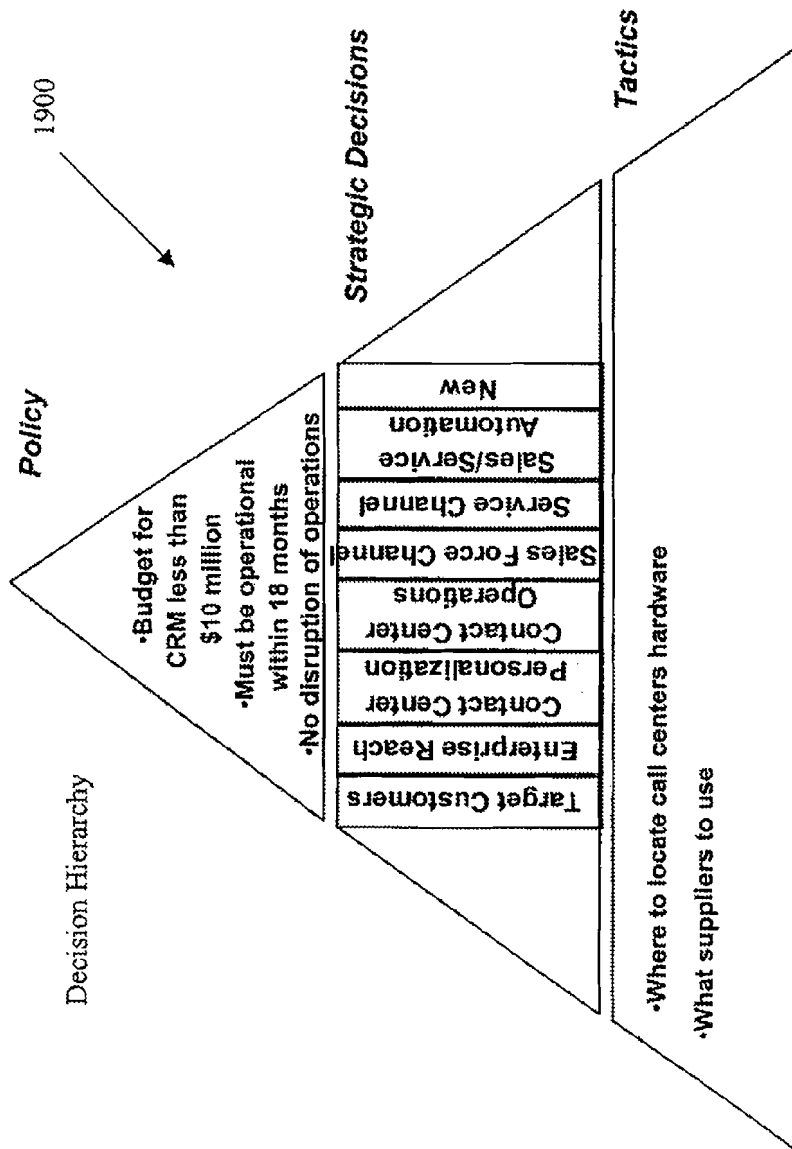 Decision Hierarchy
1900
Policy
•Budget for
CRM less than
$10 million
•Must be operational
within 18 months
•No disruption of operations
Strategic Decisions
Target Customers
Enterprise Reach
Contact Center
Personalization
Contact Center
Operations
Sales Force Channel
Service Channel
Sales/Service
Automation
New
Tactics
•Where to locate call centers hardware
•What suppliers to use